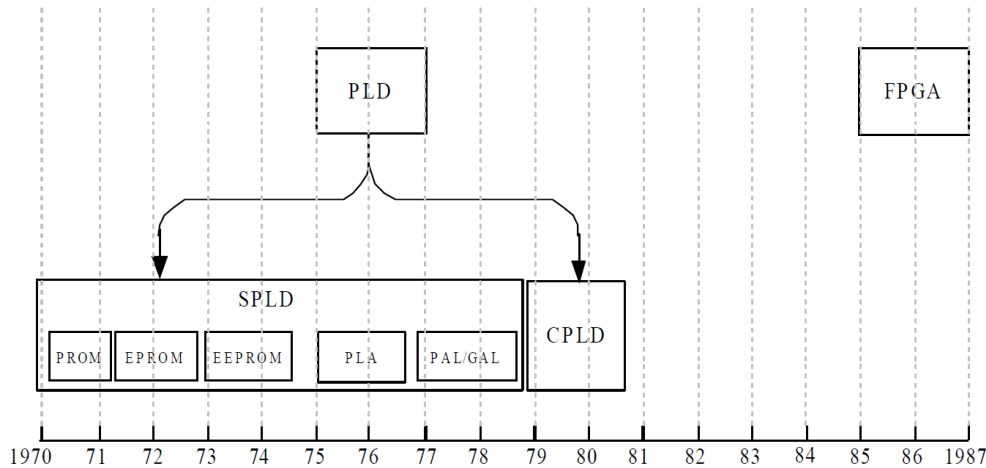 PLD
FPGA
SPLD
PROM EPROM EEPROM PLA PAL/GAL
CPLD
1970 71 72 73 74 75 76 77 78 79 80 81 82 83 84 85 86 1987